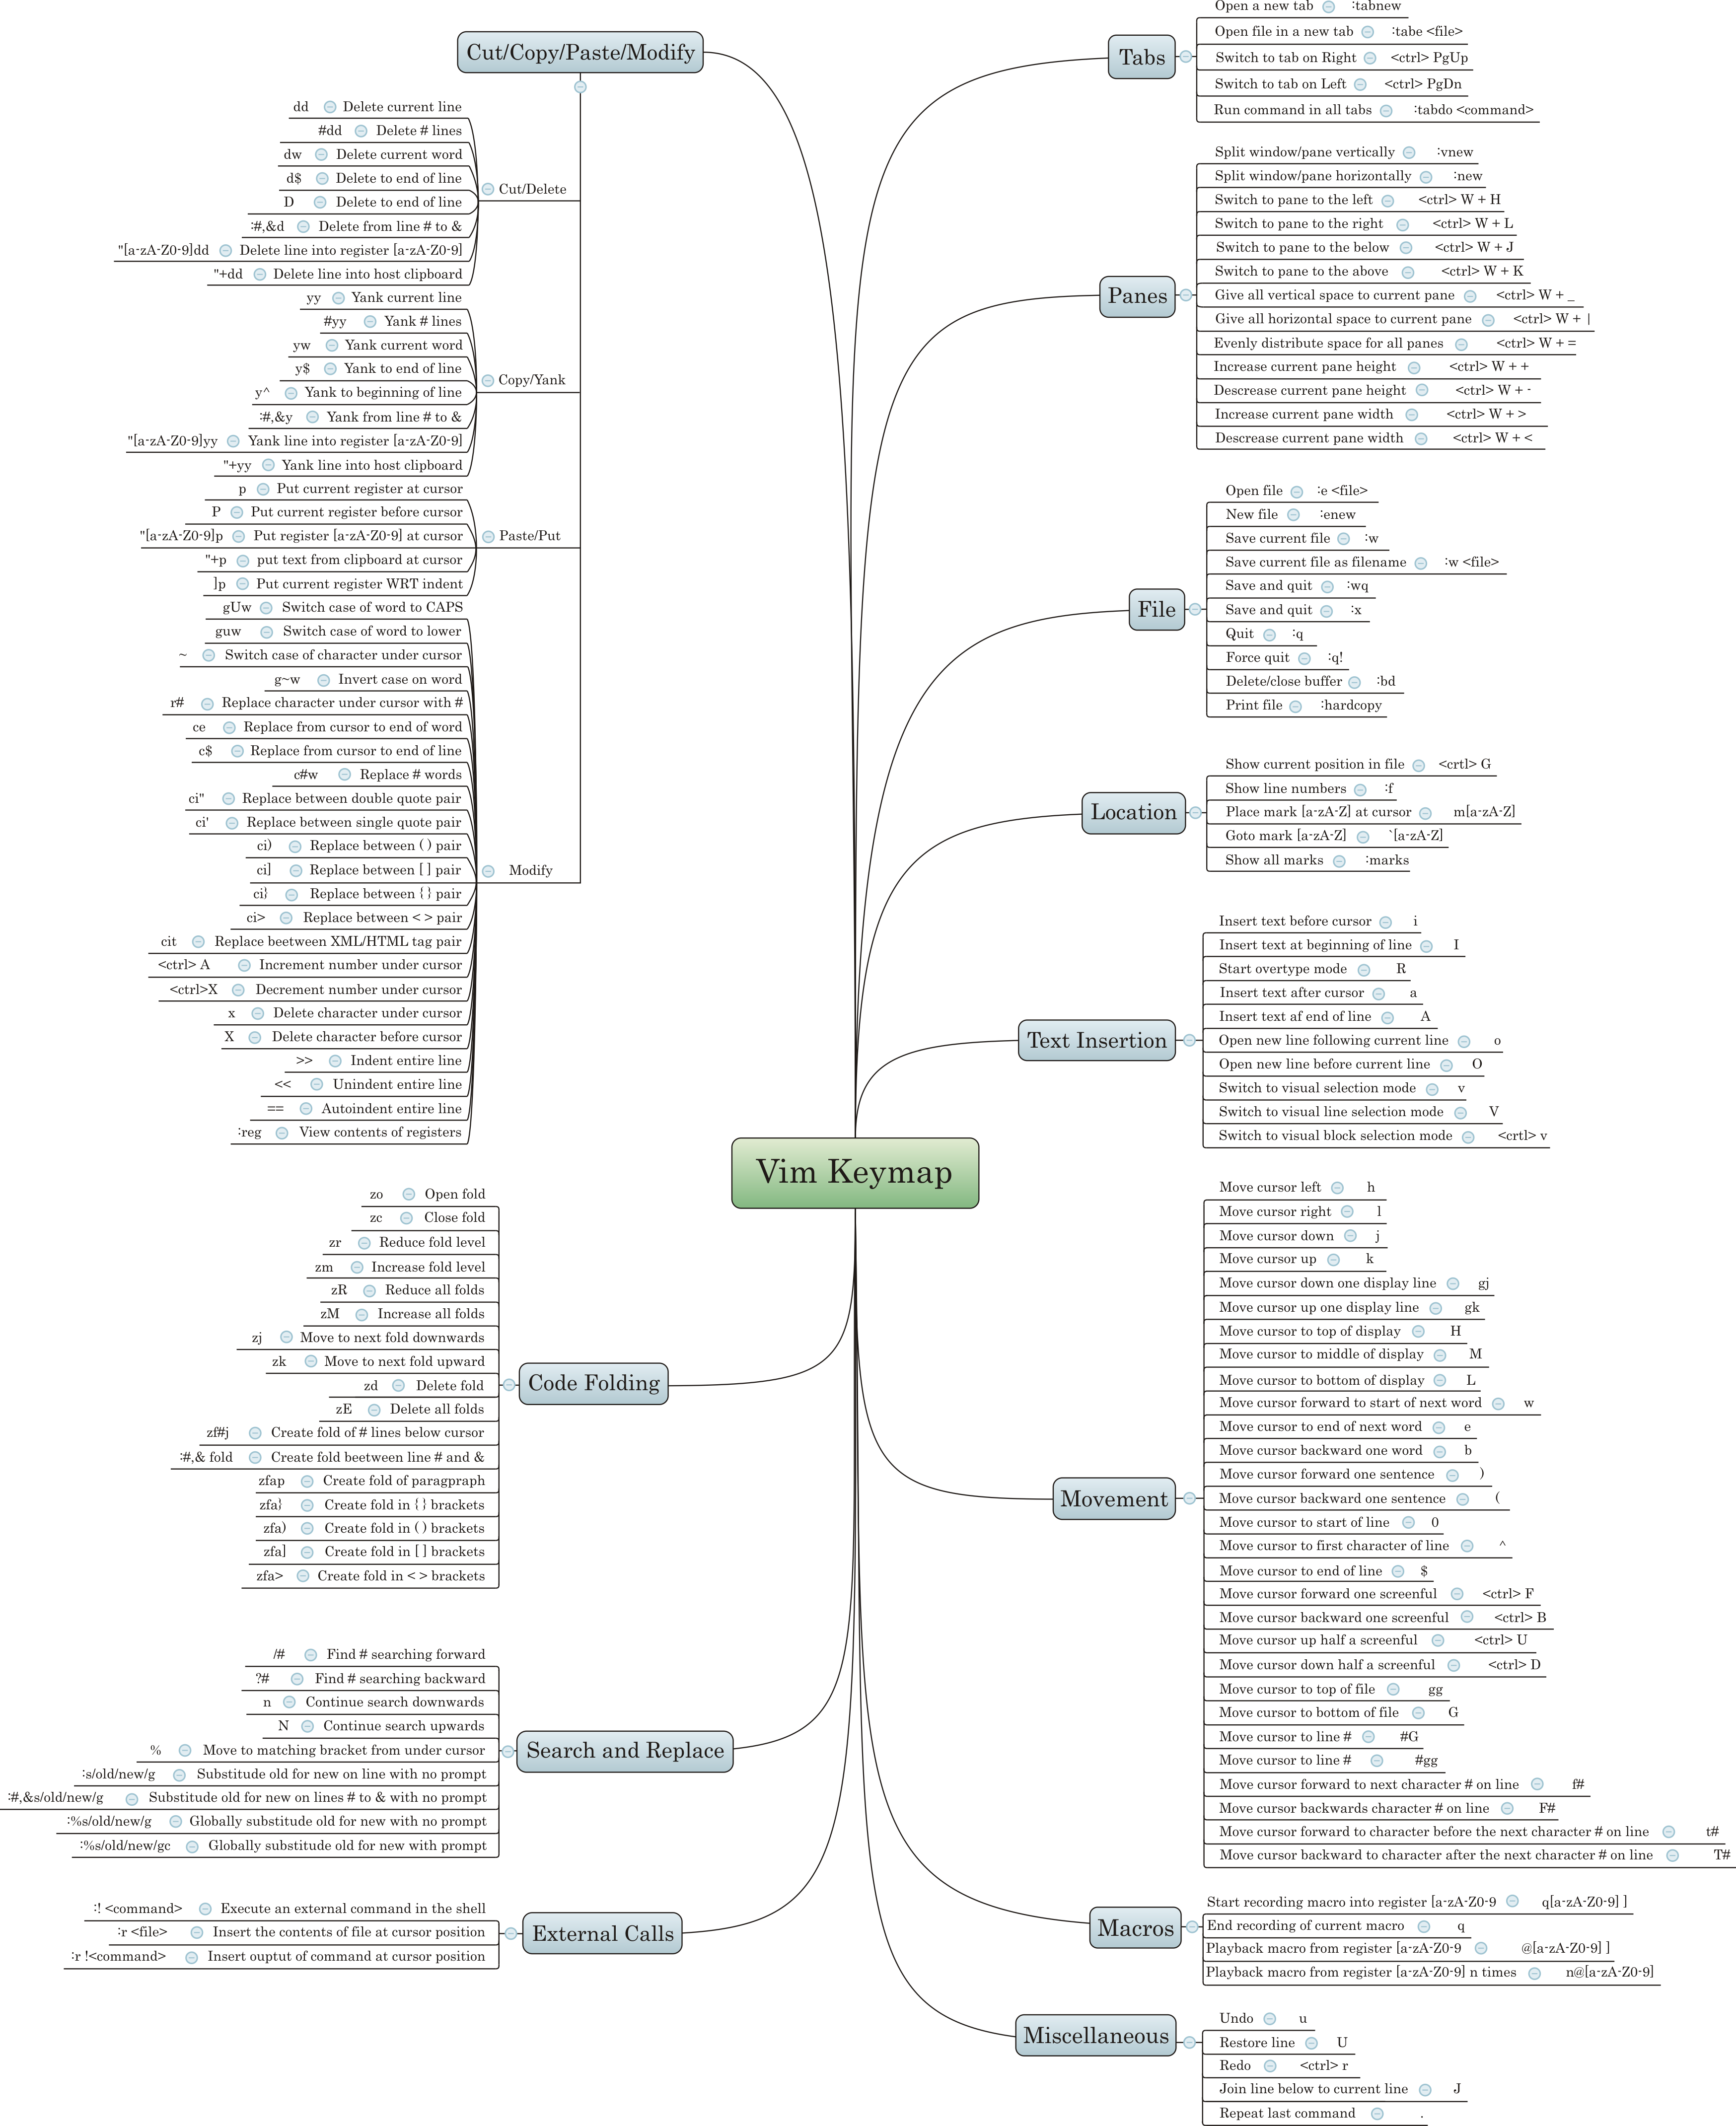 Vim Keymap
Cut/Copy/Paste/Modify
Cut/Delete
dd Delete current line
#dd Delete # lines
dw Delete current word
d$ Delete to end of line
D Delete to end of line
:#,&d Delete from line # to &
"[a-zA-Z0-9]dd Delete line into register [a-zA-Z0-9]
"+dd Delete line into host clipboard
Copy/Yank
yy Yank current line
#yy Yank # lines
yw Yank current word
y$ Yank to end of line
y^ Yank to beginning of line
:#,&y Yank from line # to &
"[a-zA-Z0-9]yy Yank line into register [a-zA-Z0-9]
"+yy Yank line into host clipboard
Paste/Put
p Put current register at cursor
P Put current register before cursor
"[a-zA-Z0-9]p Put register [a-zA-Z0-9] at cursor
"+p put text from clipboard at cursor
]p Put current register WRT indent
Modify
gUw Switch case of word to CAPS
guw Switch case of word to lower
~ Switch case of character under cursor
g~w Invert case on word
r# Replace character under cursor with #
ce Replace from cursor to end of word
c$ Replace from cursor to end of line
c#w Replace # words
ci" Replace between double quote pair
ci' Replace between single quote pair
ci) Replace between ( ) pair
ci] Replace between [ ] pair
ci} Replace between { } pair
ci> Replace between < > pair
cit Replace beetween XML/HTML tag pair
<ctrl> A Increment number under cursor
<ctrl>X Decrement number under cursor
x Delete character under cursor
X Delete character before cursor
>> Indent entire line
<< Unindent entire line
== Autoindent entire line
:reg View contents of registers
Code Folding
zo Open fold
zc Close fold
zr Reduce fold level
zm Increase fold level
zR Reduce all folds
zM Increase all folds
zj Move to next fold downwards
zk Move to next fold upward
zd Delete fold
zE Delete all folds
zf#j Create fold of # lines below cursor
:#,& fold Create fold beetween line # and &
zfap Create fold of paragpraph
zfa} Create fold in { } brackets
zfa) Create fold in ( ) brackets
zfa] Create fold in [ ] brackets
zfa> Create fold in < > brackets
Search and Replace
/# Find # searching forward
?# Find # searching backward
n Continue search downwards
N Continue search upwards
% Move to matching bracket from under cursor
:s/old/new/g Substitude old for new on line with no prompt
:#,&s/old/new/g Substitude old for new on lines # to & with no prompt
:%s/old/new/g Globally substitude old for new with no prompt
:%s/old/new/gc Globally substitude old for new with prompt
External Calls
:! <command> Execute an external command in the shell
:r <file> Insert the contents of file at cursor position
:r !<command> Insert ouptut of command at cursor position
Tabs
Open a new tab :tabnew
Open file in a new tab :tabe <file>
Switch to tab on Right <ctrl> PgUp
Switch to tab on Left <ctrl> PgDn
Run command in all tabs :tabdo <command>
Panes
Split window/pane vertically :vnew
Split window/pane horizontally :new
Switch to pane to the left <ctrl> W + H
Switch to pane to the right <ctrl> W + L
Switch to pane to the below <ctrl> W + J
Switch to pane to the above <ctrl> W + K
Give all vertical space to current pane <ctrl> W + _
Give all horizontal space to current pane <ctrl> W + |
Evenly distribute space for all panes <ctrl> W + =
Increase current pane height <ctrl> W + +
Descrease current pane height <ctrl> W + -
Increase current pane width <ctrl> W + >
Descrease current pane width <ctrl> W + <
File
Open file :e <file>
New file :enew
Save current file :w
Save current file as filename :w <file>
Save and quit :wq
Save and quit :x
Quit :q
Force quit :q!
Delete/close buffer :bd
Print file :hardcopy
Location
Show current position in file <crtl> G
Show line numbers :f
Place mark [a-zA-Z] at cursor m[a-zA-Z]
Goto mark [a-zA-Z] `[a-zA-Z]
Show all marks :marks
Text Insertion
Insert text before cursor i
Insert text at beginning of line I
Start overtype mode R
Insert text after cursor a
Insert text af end of line A
Open new line following current line o
Open new line before current line O
Switch to visual selection mode v
Switch to visual line selection mode V
Switch to visual block selection mode <crtl> v
Movement
Move cursor left h
Move cursor right l
Move cursor down j
Move cursor up k
Move cursor down one display line gj
Move cursor up one display line gk
Move cursor to top of display H
Move cursor to middle of display M
Move cursor to bottom of display L
Move cursor forward to start of next word w
Move cursor to end of next word e
Move cursor backward one word b
Move cursor forward one sentence )
Move cursor backward one sentence (
Move cursor to start of line 0
Move cursor to first character of line ^
Move cursor to end of line $
Move cursor forward one screenful <ctrl> F
Move cursor backward one screenful <ctrl> B
Move cursor up half a screenful <ctrl> U
Move cursor down half a screenful <ctrl> D
Move cursor to top of file gg
Move cursor to bottom of file G
Move cursor to line # #G
Move cursor to line # #gg
Move cursor forward to next character # on line f#
Move cursor backwards character # on line F#
Move cursor forward to character before the next character # on line t#
Move cursor backward to character after the next character # on line T#
Macros
Start recording macro into register [a-zA-Z0-9 q[a-zA-Z0-9] ]
End recording of current macro q
Playback macro from register [a-zA-Z0-9 @[a-zA-Z0-9] ]
Playback macro from register [a-zA-Z0-9] n times n@[a-zA-Z0-9]
Miscellaneous
Undo u
Restore line U
Redo <ctrl> r
Join line below to current line J
Repeat last command .